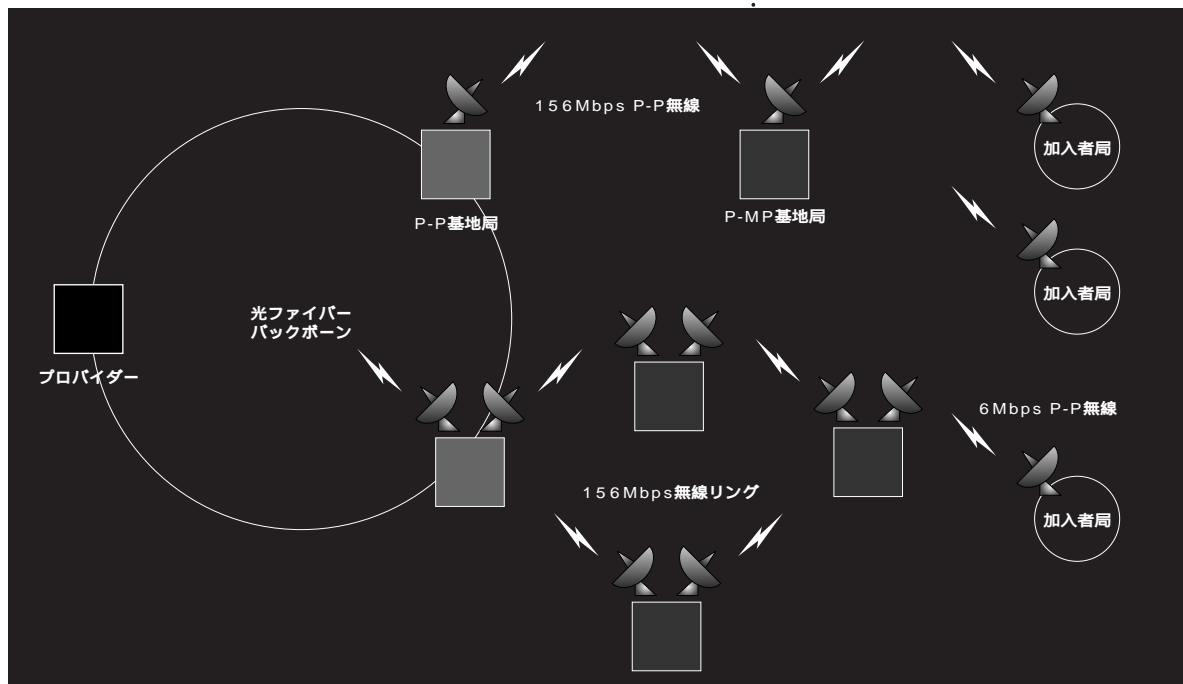 156Mbps P-P無線
加入者局
P-P基地局
P-MP基地局
加入者局
光ファイバー
バックボーン
プロバイダー
6Mbps P-P無線
156Mbps無線リング
加入者局